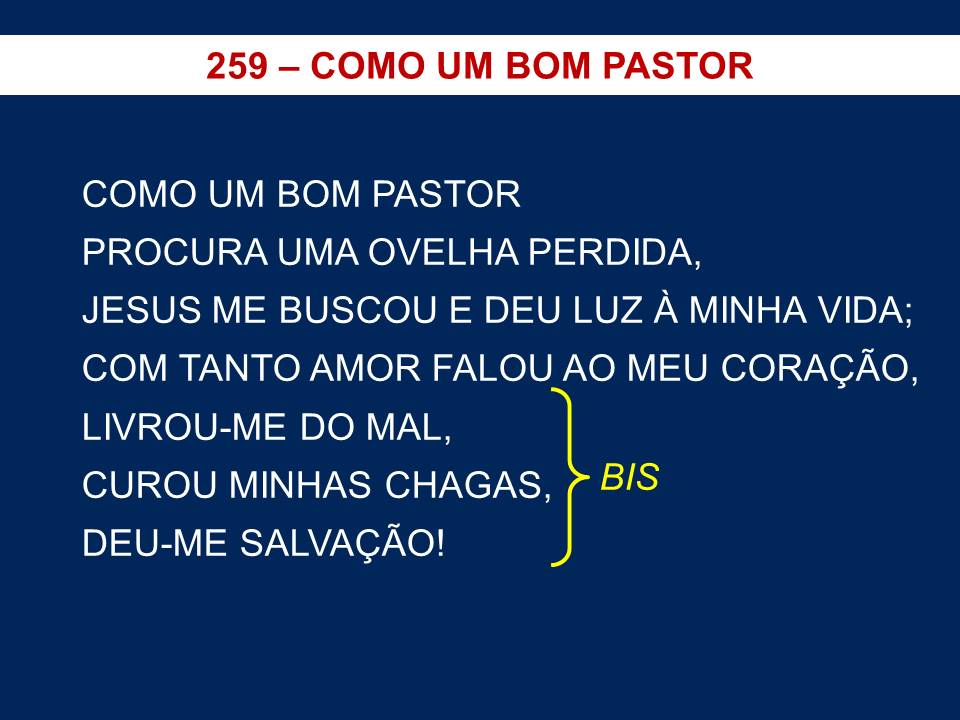 259 – COMO UM BOM PASTOR
COMO UM BOM PASTOR
PROCURA UMA OVELHA PERDIDA,
JESUS ME BUSCOU E DEU LUZ À MINHA VIDA;
COM TANTO AMOR FALOU AO MEU CORAÇÃO,
LIVROU-ME DO MAL,
CUROU MINHAS CHAGAS,
DEU-ME SALVAÇÃO!
BIS